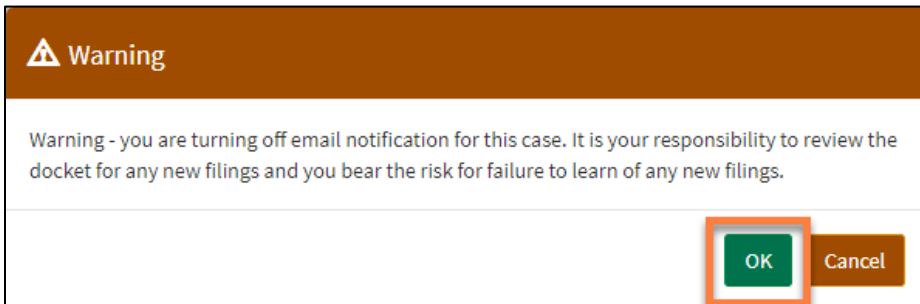 Warning
Warning - you are turning off email notification for this case. It is your responsibility to review the
docket for any new filings and you bear the risk for failure to learn of any new filings.
OK Cancel